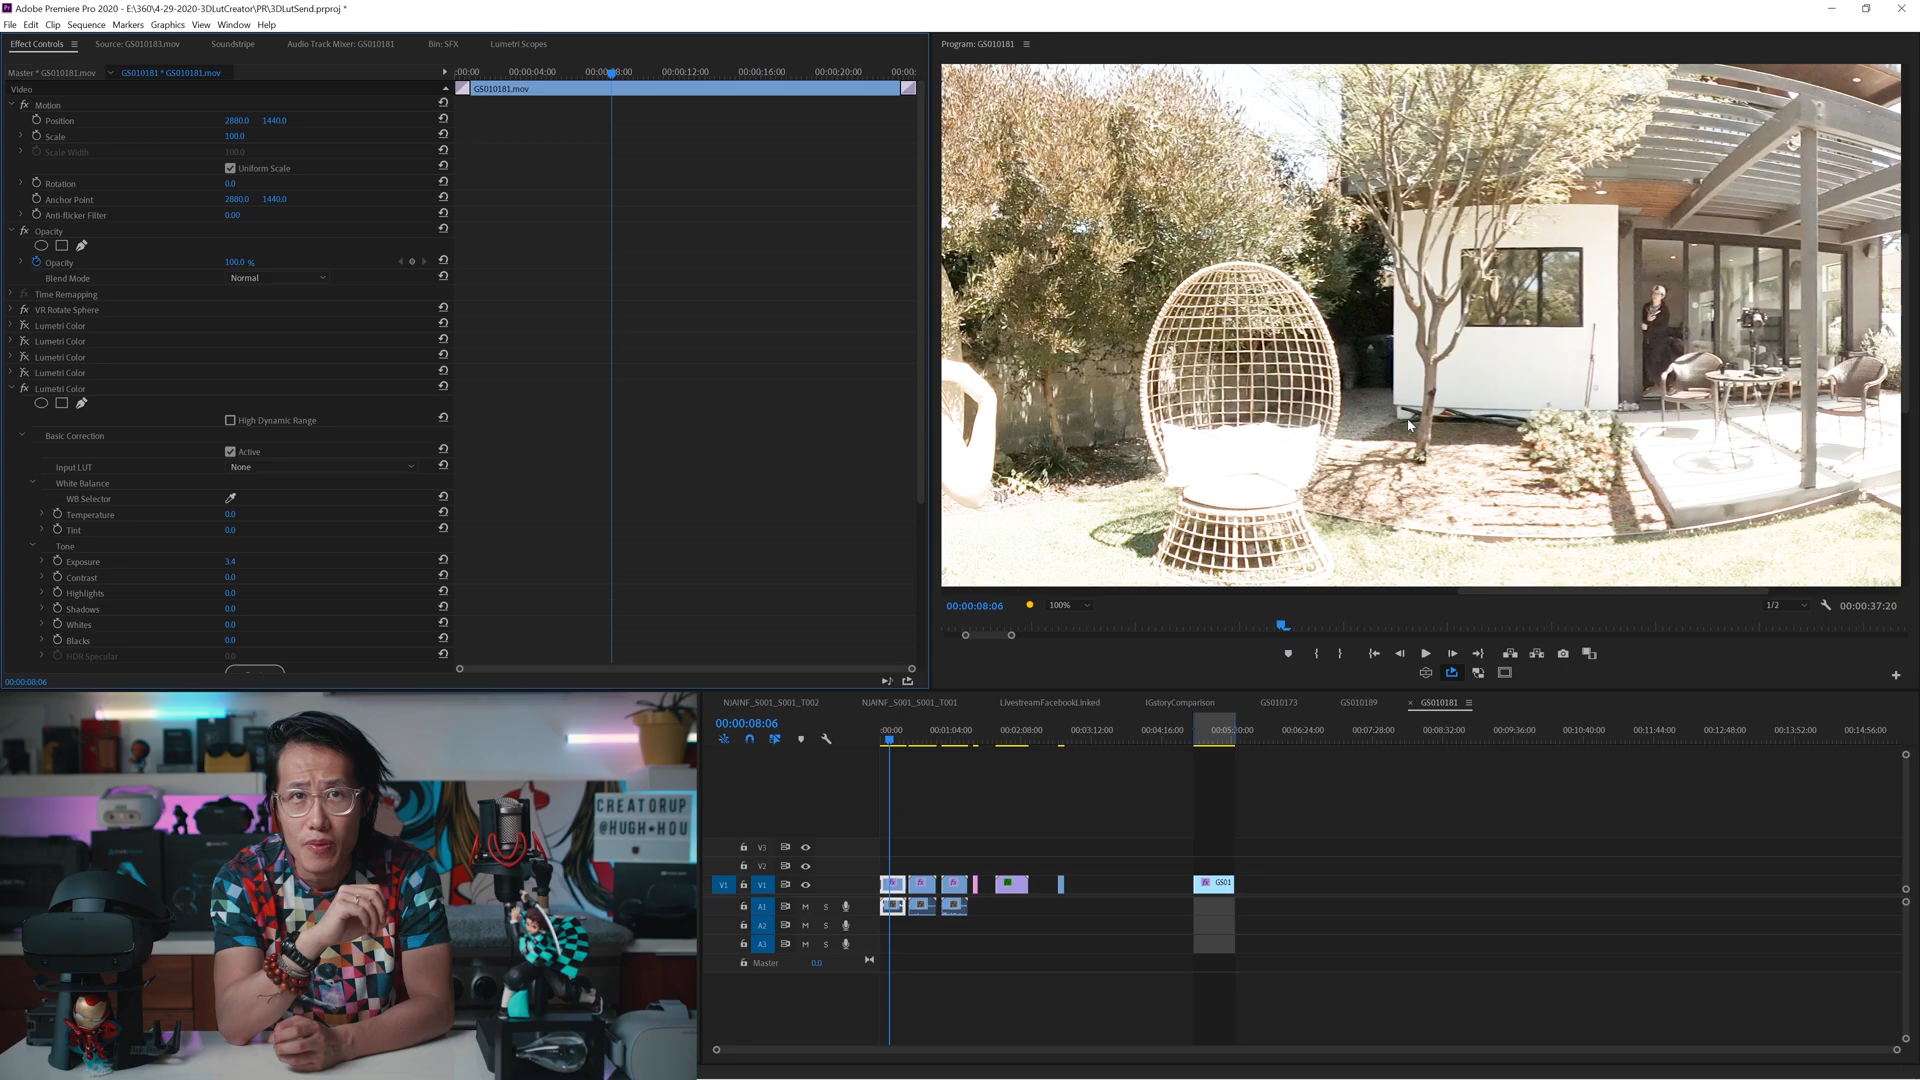 Adobe Premiere Pro 2020 - E:\360\4-29-2020-3DLutCreator\PR\3DLutSend.prproj *
File Edit Clip Sequence Markers Graphics View Window Help
Effect Controls Source: GS010183.mov Soundstripe Audio Track Mixer: GS010181 Bin: SFX Lumetri Scopes
Program: GS010181
Master * GS010181.mov GS010181 * GS010181.mov
:00:00 00:00:04:00 00:00:08:00 00:00:12:00 00:00:16:00 00:00:20:00 00:00:
Video
GS010181.mov
fx Motion
Position 2880.0 1440.0
Scale 100.0
Scale Width 100.0
Uniform Scale
Rotation 0.0
Anchor Point 2880.0 1440.0
Anti-flicker Filter 0.00
fx Opacity
Opacity 100.0 %
Blend Mode Normal
fx Time Remapping
fx VR Rotate Sphere
fx Lumetri Color
fx Lumetri Color
fx Lumetri Color
fx Lumetri Color
fx Lumetri Color
High Dynamic Range
Basic Correction
Active
Input LUT None
White Balance
WB Selector
Temperature 0.0
Tint 0.0
Tone
Exposure 3.4
Contrast 0.0
Highlights 0.0
Shadows 0.0
Whites 0.0
Blacks 0.0
HDR Specular 0.0
00:00:08:06
00:00:08:06 100% 1/2 00:00:37:20
NJAINF_S001_S001_T002 NJAINF_S001_S001_T001 LivestreamFacebookLinked IGstoryComparison GS010173 GS010189 × GS010181
00:00:08:06
:00:00 00:01:04:00 00:02:08:00 00:03:12:00 00:04:16:00 00:05:20:00 00:06:24:00 00:07:28:00 00:08:32:00 00:09:36:00 00:10:40:00 00:11:44:00 00:12:48:00 00:13:52:00 00:14:56:00
V3
V2
V1 V1 GS01
A1 M S
A2 M S
A3 M S
Master 0.0
CREATORUP
@HUGH•HOU